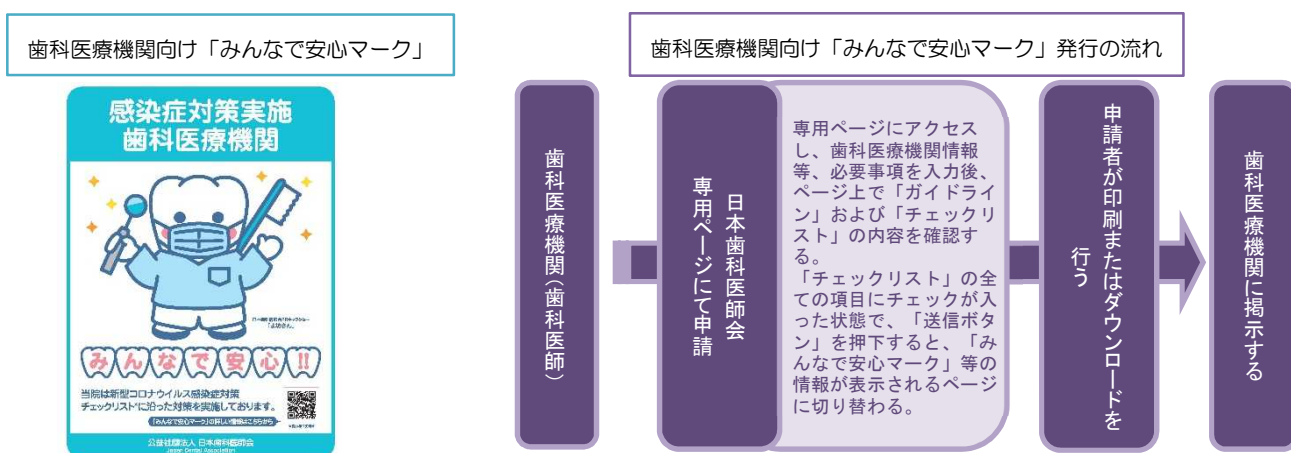 歯科医療機関向け「みんなで安心マーク」
感染症対策実施
歯科医療機関
みんなで安心!!
当院は新型コロナウイルス感染症対策
チェックリスト*に沿った対策を実施しております。
「みんなで安心マーク」の詳しい情報はこちらから
公益社団法人 日本歯科医師会
Japan Dental Association
歯科医療機関向け「みんなで安心マーク」発行の流れ
歯科医療機関(歯科医師)
日本歯科医師会
専用ページにて申請
専用ページにアクセス
し、歯科医療機関情報
等、必要事項を入力後、
ページ上で「ガイドライ
ン」および「チェックリ
スト」の内容を確認す
る。
「チェックリスト」の全
ての項目にチェックが入
った状態で、「送信ボタ
ン」を押下すると、「み
んなで安心マーク」等の
情報が表示されるページ
に切り替わる。
申請者が印刷またはダウンロードを
行う
歯科医療機関に掲示する